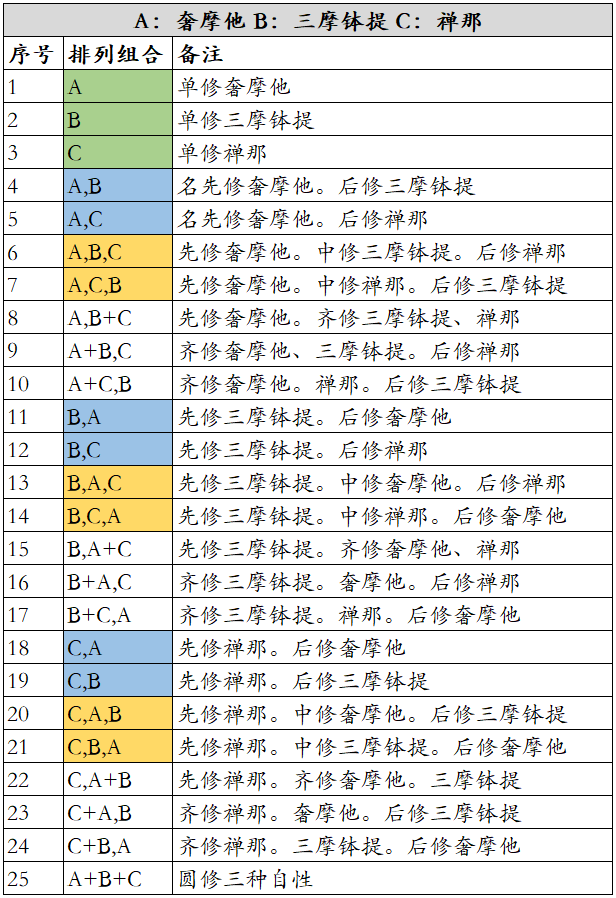 A：奢摩他 B：三摩钵提 C：禅那
序号 排列组合 备注
1 A 单修奢摩他
2 B 单修三摩钵提
3 C 单修禅那
4 A,B 名先修奢摩他。后修三摩钵提
5 A,C 名先修奢摩他。后修禅那
6 A,B,C 先修奢摩他。中修三摩钵提。后修禅那
7 A,C,B 先修奢摩他。中修禅那。后修三摩钵提
8 A,B+C 先修奢摩他。齐修三摩钵提、禅那
9 A+B,C 齐修奢摩他、三摩钵提。后修禅那
10 A+C,B 齐修奢摩他。禅那。后修三摩钵提
11 B,A 先修三摩钵提。后修奢摩他
12 B,C 先修三摩钵提。后修禅那
13 B,A,C 先修三摩钵提。中修奢摩他。后修禅那
14 B,C,A 先修三摩钵提。中修禅那。后修奢摩他
15 B,A+C 先修三摩钵提。齐修奢摩他、禅那
16 B+A,C 齐修三摩钵提。奢摩他。后修禅那
17 B+C,A 齐修三摩钵提。禅那。后修奢摩他
18 C,A 先修禅那。后修奢摩他
19 C,B 先修禅那。后修三摩钵提
20 C,A,B 先修禅那。中修奢摩他。后修三摩钵提
21 C,B,A 先修禅那。中修三摩钵提。后修奢摩他
22 C,A+B 先修禅那。齐修奢摩他。三摩钵提
23 C+A,B 齐修禅那。奢摩他。后修三摩钵提
24 C+B,A 齐修禅那。三摩钵提。后修奢摩他
25 A+B+C 圆修三种自性